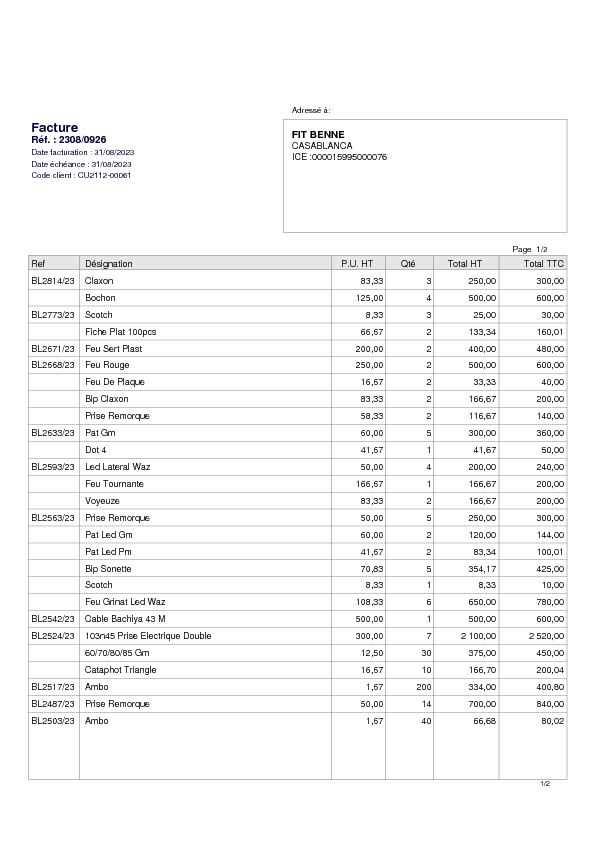 Adressé à:
Facture
Réf. : 2308/0926
Date facturation : 31/08/2023
Date échéance : 31/08/2023
Code client : CU2112-00061
FIT BENNE
CASABLANCA
ICE :000015995000076
Page 1/2
Ref Désignation P.U. HT Qté Total HT Total TTC
BL2814/23 Claxon 83,33 3 250,00 300,00
Bochon 125,00 4 500,00 600,00
BL2773/23 Scotch 8,33 3 25,00 30,00
Fiche Plat 100pcs 66,67 2 133,34 160,01
BL2671/23 Feu Sert Plast 200,00 2 400,00 480,00
BL2668/23 Feu Rouge 250,00 2 500,00 600,00
Feu De Plaque 16,67 2 33,33 40,00
Bip Claxon 83,33 2 166,67 200,00
Prise Remorque 58,33 2 116,67 140,00
BL2633/23 Pat Gm 60,00 5 300,00 360,00
Dot 4 41,67 1 41,67 50,00
BL2593/23 Led Lateral Waz 50,00 4 200,00 240,00
Feu Tournante 166,67 1 166,67 200,00
Voyeuze 83,33 2 166,67 200,00
BL2563/23 Prise Remorque 50,00 5 250,00 300,00
Pat Led Gm 60,00 2 120,00 144,00
Pat Led Pm 41,67 2 83,34 100,01
Bip Sonette 70,83 5 354,17 425,00
Scotch 8,33 1 8,33 10,00
Feu Grinat Led Waz 108,33 6 650,00 780,00
BL2542/23 Cable Bachiya 43 M 500,00 1 500,00 600,00
BL2524/23 103n45 Prise Electrique Double 300,00 7 2 100,00 2 520,00
60/70/80/85 Gm 12,50 30 375,00 450,00
Cataphot Triangle 16,67 10 166,70 200,04
BL2517/23 Ambo 1,67 200 334,00 400,80
BL2487/23 Prise Remorque 50,00 14 700,00 840,00
BL2503/23 Ambo 1,67 40 66,68 80,02
1/2